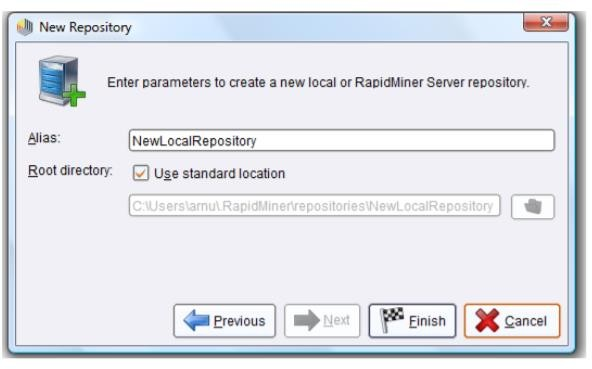 New Repository
Enter parameters to create a new local or RapidMiner Server repository.
Alias:
NewLocalRepository
Root directory:
Use standard location
C:\Users\arnu\.RapidMiner\repositories\NewLocalRepository
Previous
Next
Finish
Cancel